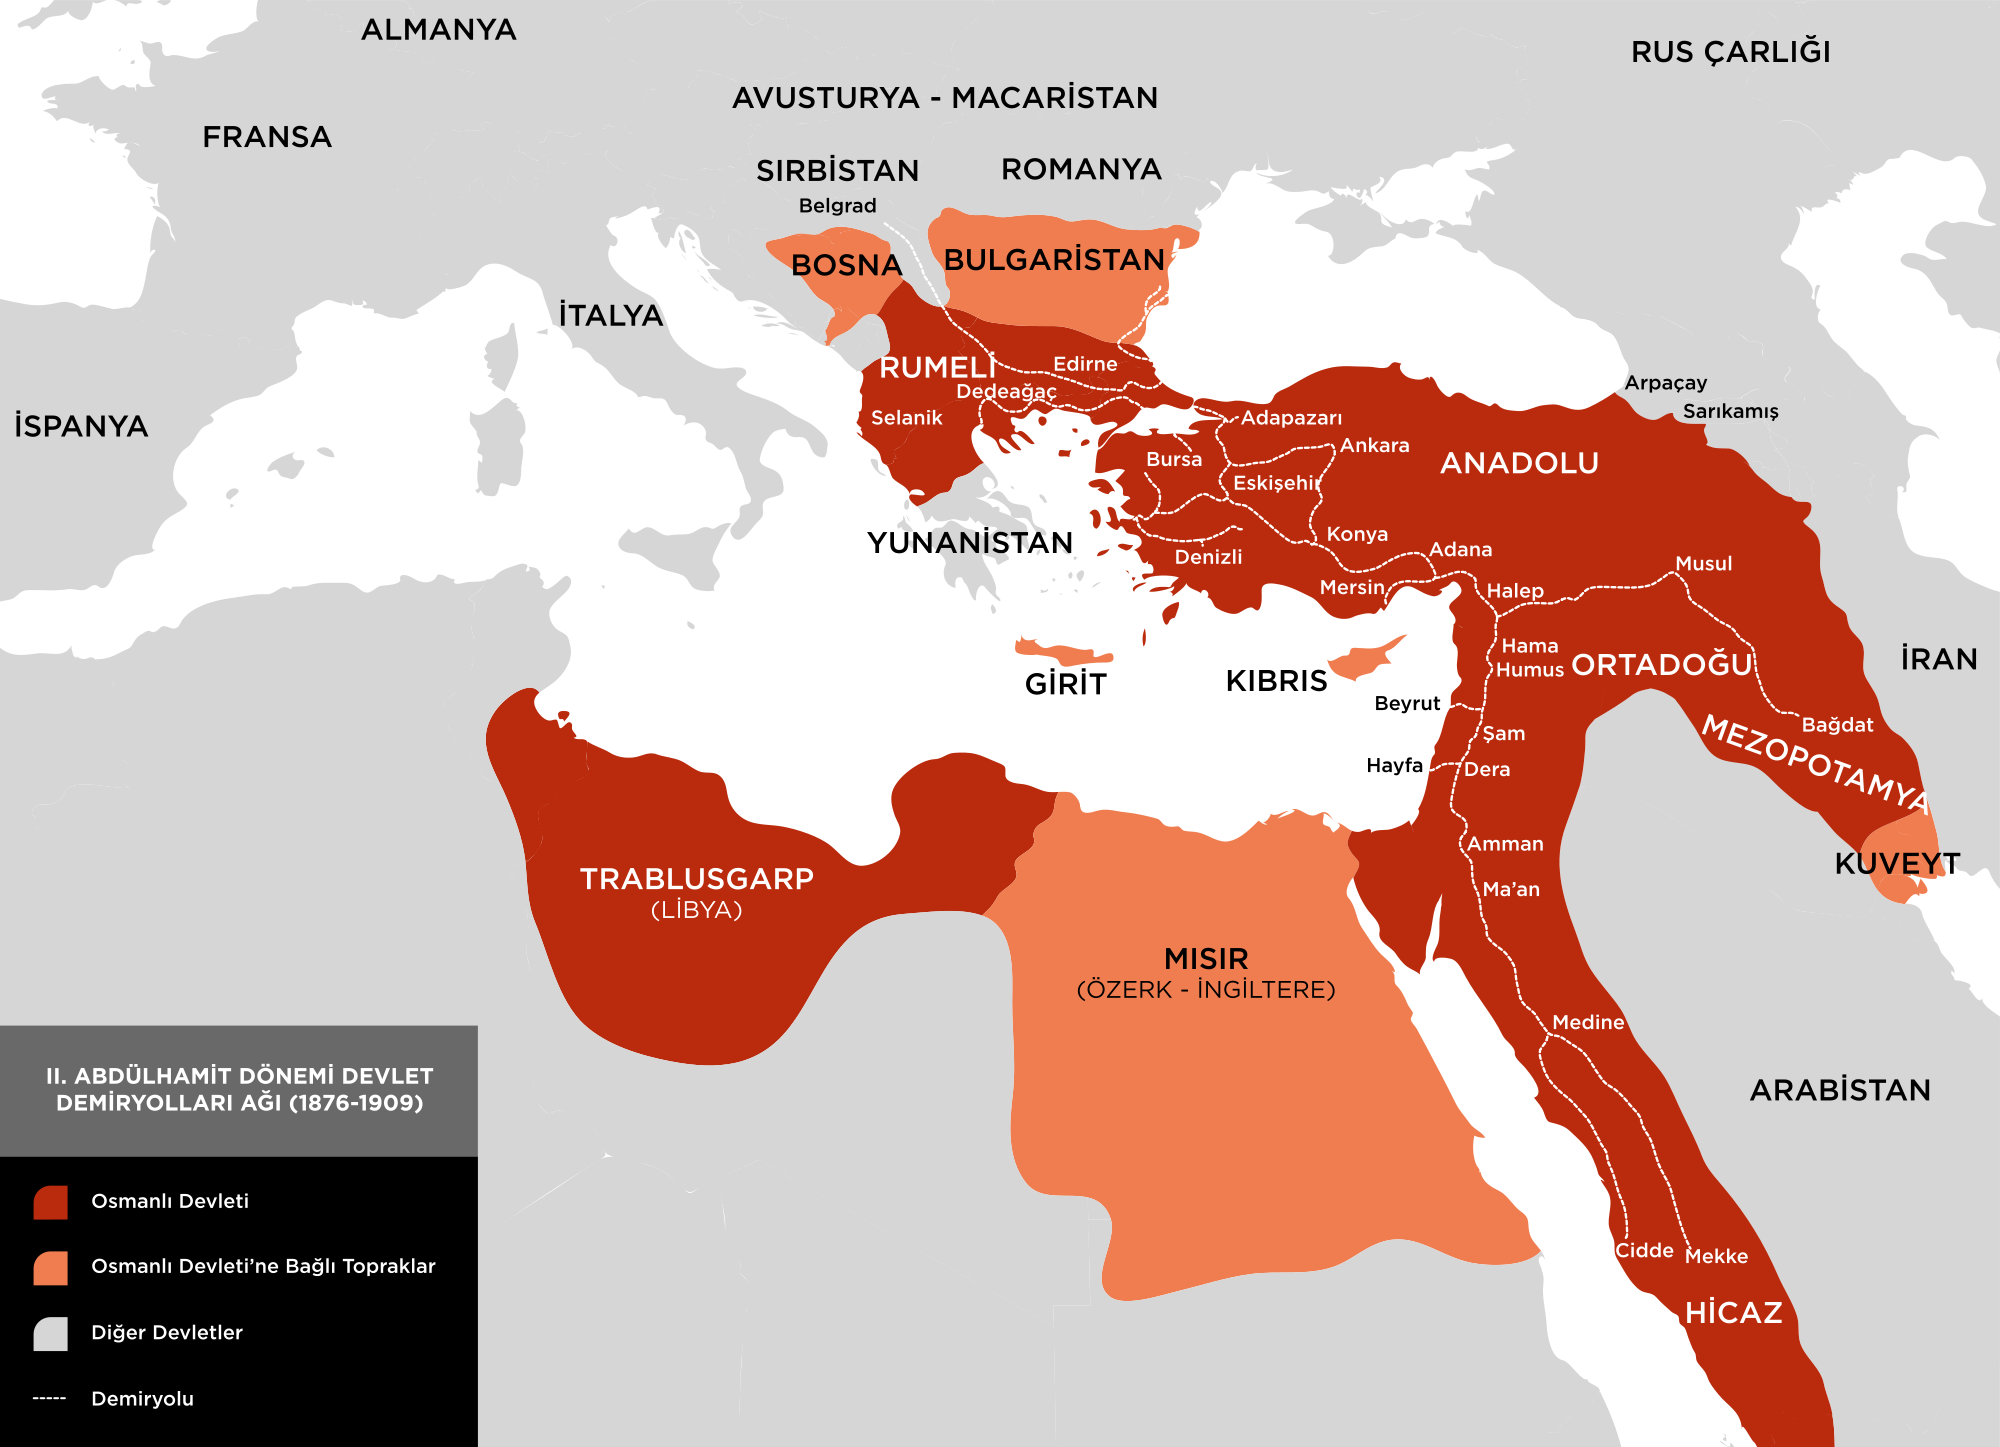 ALMANYA
RUS ÇARLIĞI
AVUSTURYA - MACARİSTAN
FRANSA
SIRBİSTAN
ROMANYA
Belgrad
BOSNA
BULGARİSTAN
İTALYA
RUMELİ
Edirne
Dedeağaç
Arpaçay
Sarıkamış
İSPANYA
Selanik
Adapazarı
Ankara
Bursa
ANADOLU
Eskişehir
YUNANİSTAN
Konya
Denizli
Adana
Musul
Mersin
Halep
Hama
Humus
ORTADOĞU
İRAN
GİRİT
KIBRIS
Beyrut
Şam
Bağdat
MEZOPOTAMYA
Hayfa
Dera
Amman
KUVEYT
TRABLUSGARP
(LİBYA)
Ma’an
MISIR
(ÖZERK - İNGİLTERE)
Medine
ARABİSTAN
Cidde
Mekke
HİCAZ
II. ABDÜLHAMİT DÖNEMİ DEVLET
DEMİRYOLLARI AĞI (1876-1909)
Osmanlı Devleti
Osmanlı Devleti’ne Bağlı Topraklar
Diğer Devletler
Demiryolu